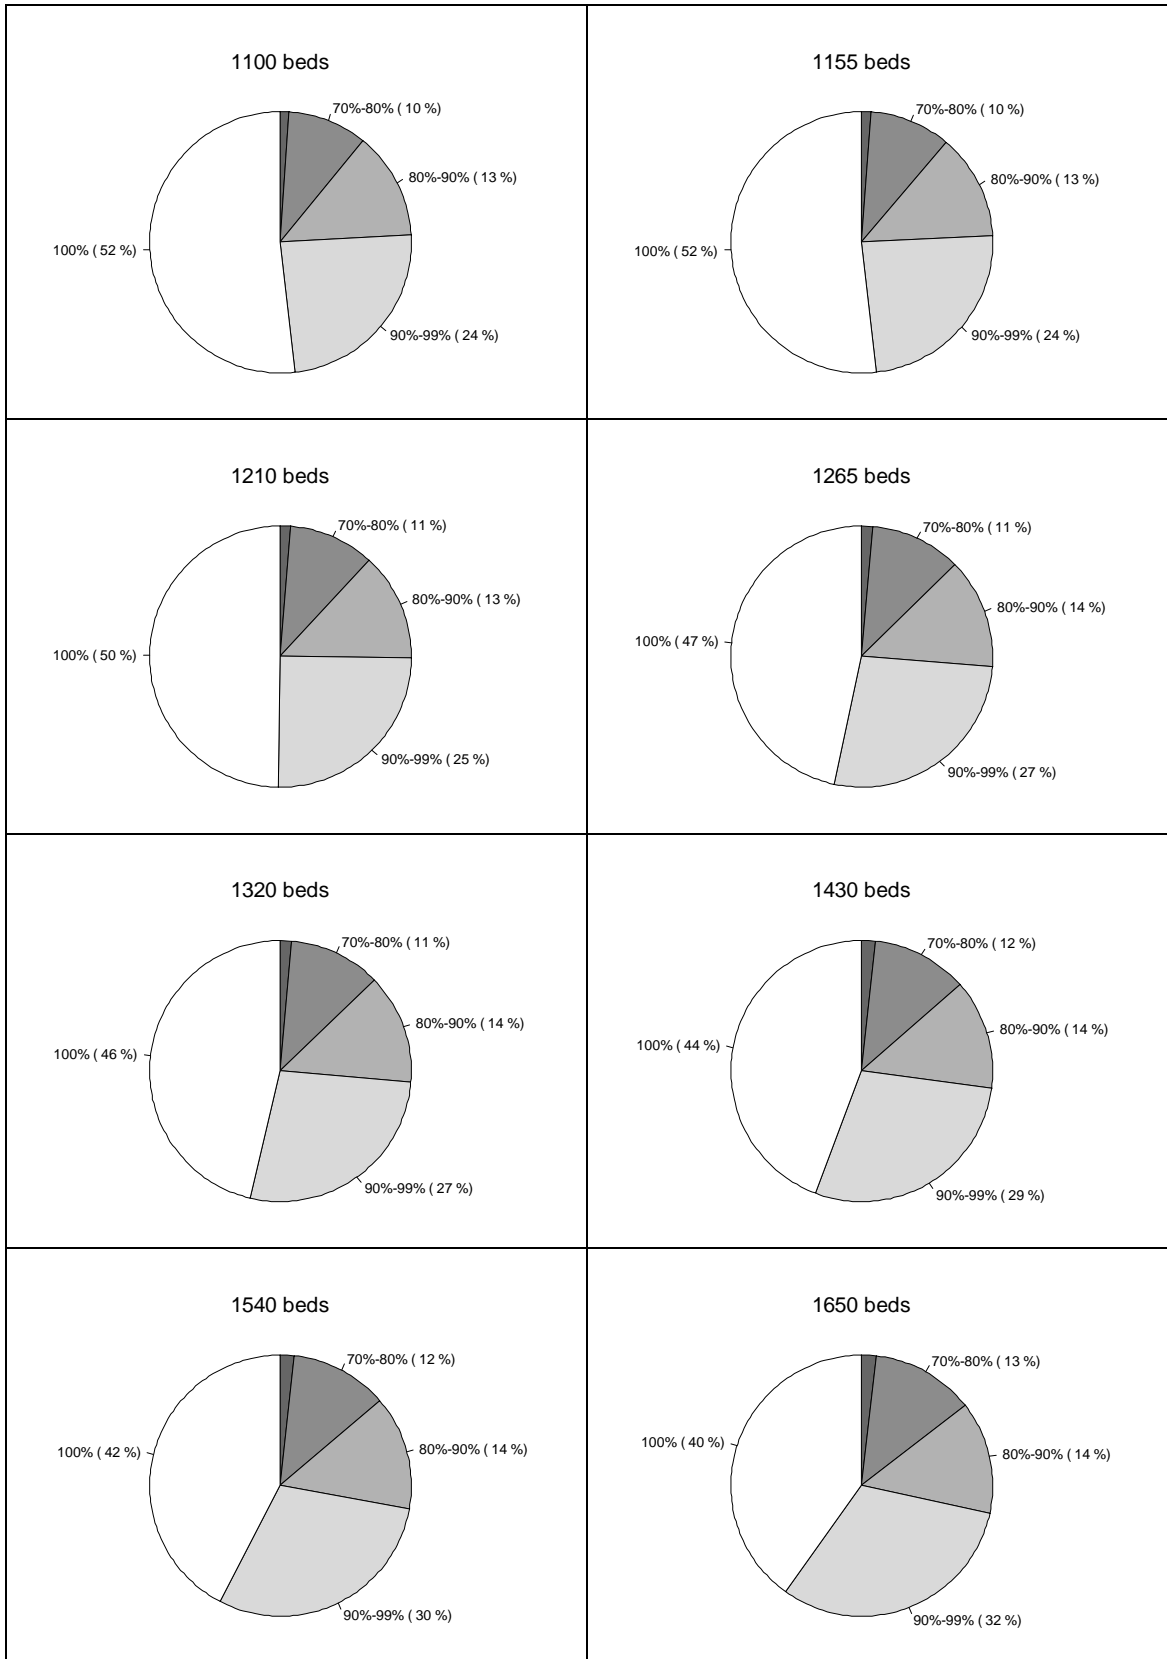 1100 beds
70%-80% ( 10 %)
80%-90% ( 13 %)
100% ( 52 %)
90%-99% ( 24 %)
1155 beds
70%-80% ( 10 %)
80%-90% ( 13 %)
100% ( 52 %)
90%-99% ( 24 %)
1210 beds
70%-80% ( 11 %)
80%-90% ( 13 %)
100% ( 50 %)
90%-99% ( 25 %)
1265 beds
70%-80% ( 11 %)
80%-90% ( 14 %)
100% ( 47 %)
90%-99% ( 27 %)
1320 beds
70%-80% ( 11 %)
80%-90% ( 14 %)
100% ( 46 %)
90%-99% ( 27 %)
1430 beds
70%-80% ( 12 %)
80%-90% ( 14 %)
100% ( 44 %)
90%-99% ( 29 %)
1540 beds
70%-80% ( 12 %)
80%-90% ( 14 %)
100% ( 42 %)
90%-99% ( 30 %)
1650 beds
70%-80% ( 13 %)
100% ( 40 %)
80%-90% ( 14 %)
90%-99% ( 32 %)